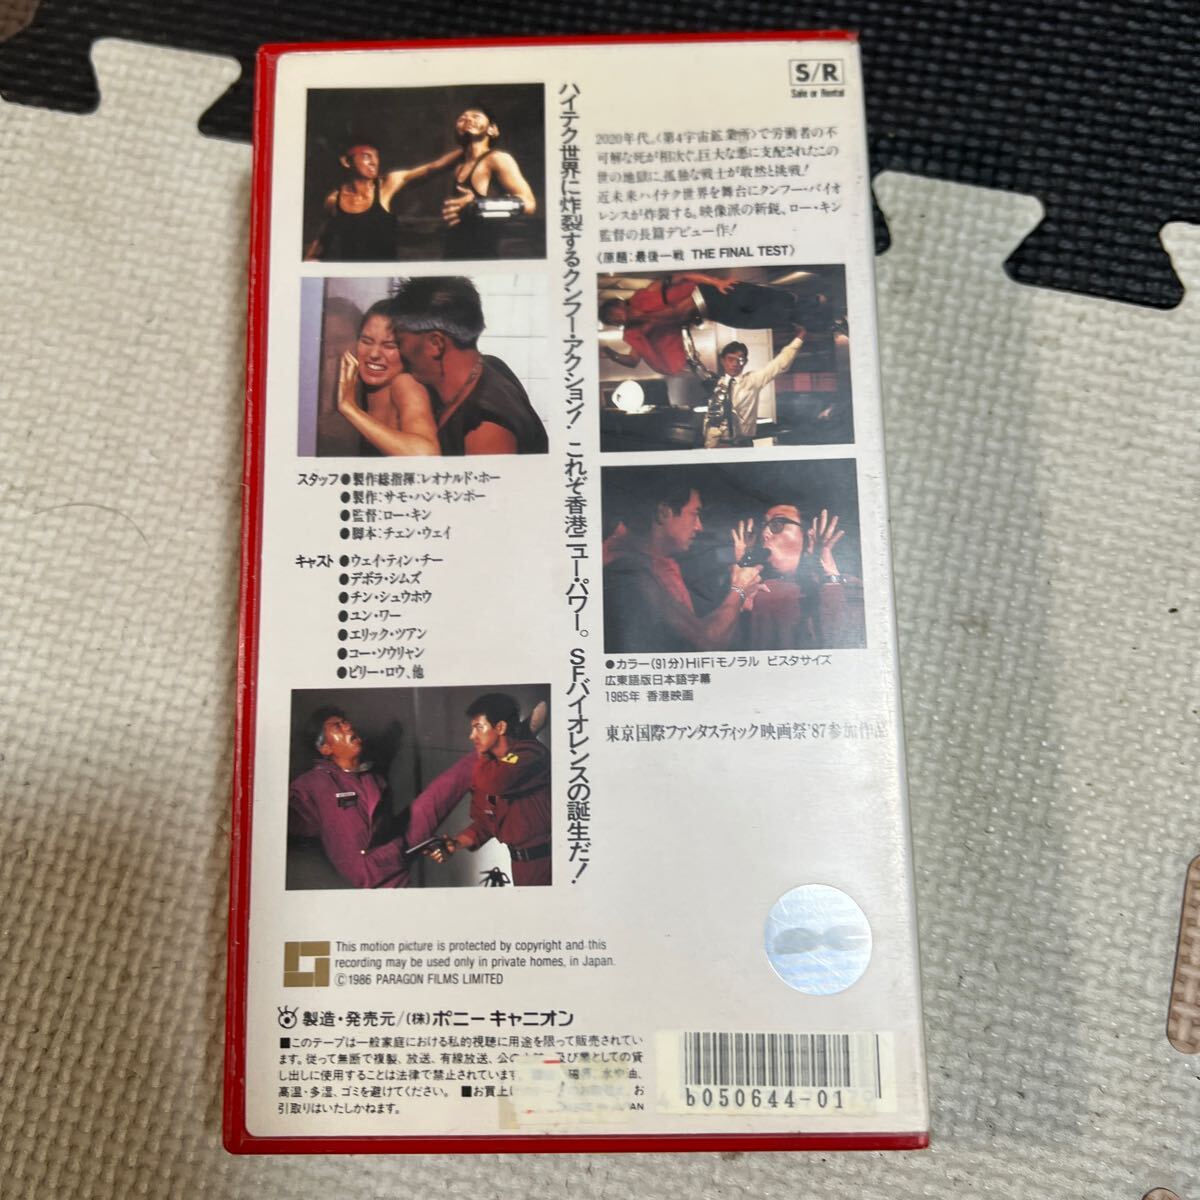 S/R
Sale or Rental
2020年代。〈第4宇宙鉱業所〉で労働者の不
可解な死が相次ぐ。巨大な悪に支配されたこの
世の地獄に、孤独な戦士が敢然と挑戦!
近未来ハイテク世界を舞台にクンフー・バイオ
レンスが炸裂する。映像派の新鋭、ロー・キン
監督の長篇デビュー作!
〈原題:最後一戦 THE FINAL TEST〉
ハイテク世界に炸裂するクンフー・アクション! これぞ香港ニュー・パワー。SFバイオレンスの誕生だ!
スタッフ●製作総指揮:レオナルド・ホー
●製作:サモ・ハン・キンポー
●監督:ロー・キン
●脚本:チェン・ウェイ
キャスト●ウェイ・ティン・チー
●デボラ・シムズ
●チン・シュウホウ
●ユン・ワー
●エリック・ツアン
●コー・ソウリャン
●ビリー・ロウ、他
●カラー(91分)HiFiモノラル ビスタサイズ
広東語版日本語字幕
1985年 香港映画
東京国際ファンタスティック映画祭'87参加作品
This motion picture is protected by copyright and this
recording may be used only in private homes, in Japan.
©1986 PARAGON FILMS LIMITED
製造・発売元/(株)ポニーキャニオン
■このテープは一般家庭における私的視聴に用途を限って販売されてい
ます。従って無断で複製、放送、有線放送、公の 及び業としての貸
し出しに使用することは法律で禁止されています。 磁界、水や油、
高温・多湿、ゴミを避けてください。 ■お買上 お
引取りはいたしかねます。 JAPAN
b050644-017